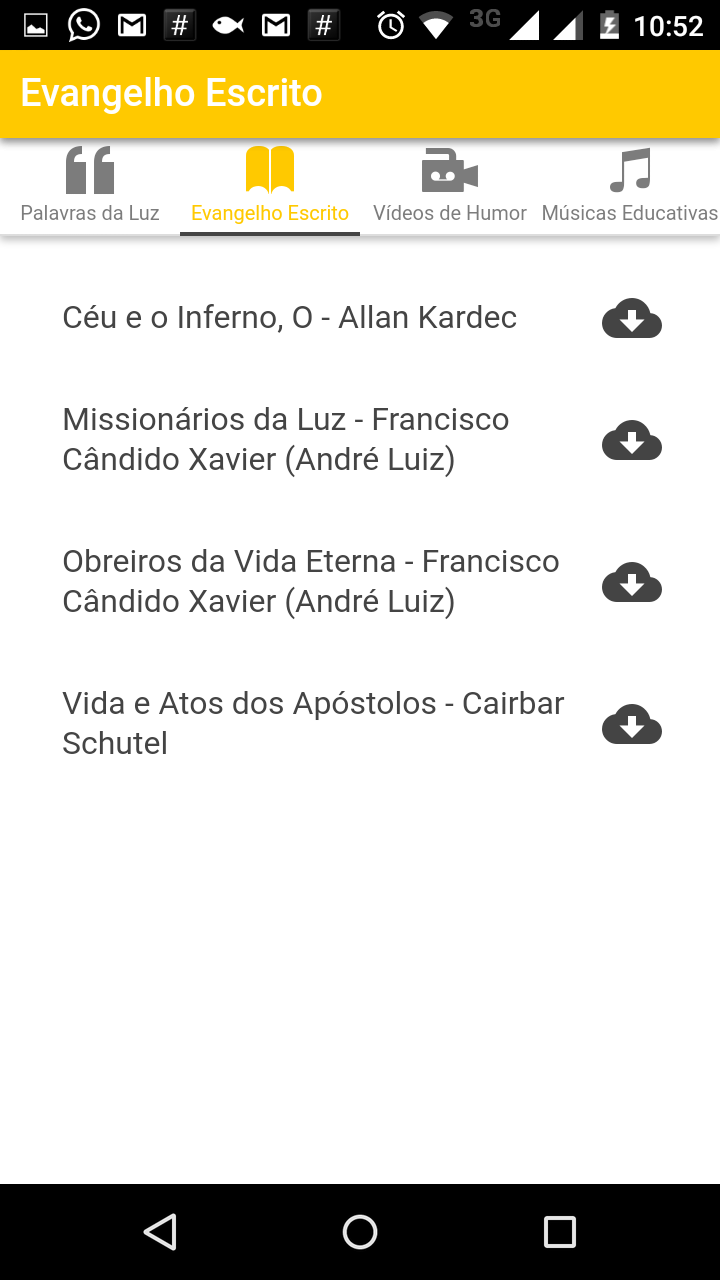 # # 3G 10:52
Evangelho Escrito
Palavras da Luz Evangelho Escrito Vídeos de Humor Músicas Educativas
Céu e o Inferno, O - Allan Kardec
Missionários da Luz - Francisco
Cândido Xavier (André Luiz)
Obreiros da Vida Eterna - Francisco
Cândido Xavier (André Luiz)
Vida e Atos dos Apóstolos - Cairbar
Schutel